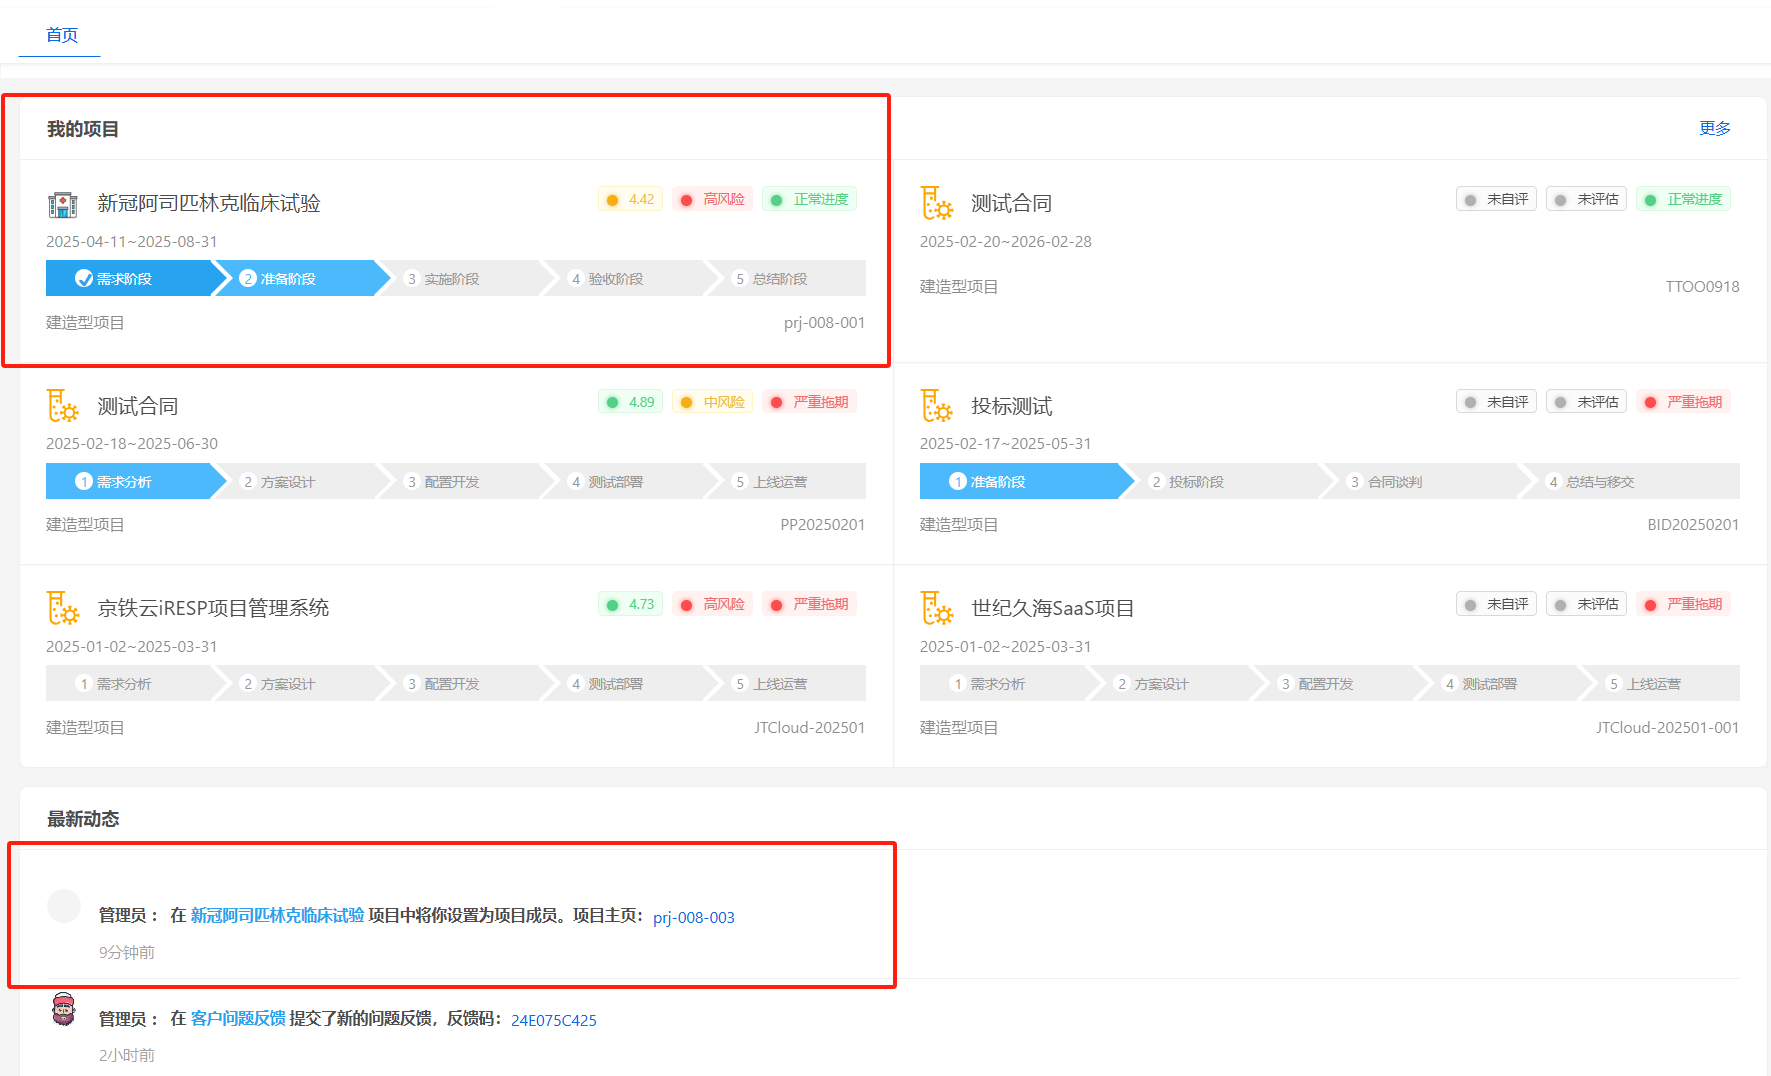 首页
我的项目
更多
新冠阿司匹林克临床试验
4.42
高风险
正常进度
2025-04-11~2025-08-31
需求阶段
2 准备阶段
3 实施阶段
4 验收阶段
5 总结阶段
建造型项目
prj-008-001
测试合同
未自评
未评估
正常进度
2025-02-20~2026-02-28
建造型项目
TTOO0918
测试合同
4.89
中风险
严重拖期
2025-02-18~2025-06-30
1 需求分析
2 方案设计
3 配置开发
4 测试部署
5 上线运营
建造型项目
PP20250201
投标测试
未自评
未评估
严重拖期
2025-02-17~2025-05-31
1 准备阶段
2 投标阶段
3 合同谈判
4 总结与移交
建造型项目
BID20250201
京铁云iRESP项目管理系统
4.73
高风险
严重拖期
2025-01-02~2025-03-31
1 需求分析
2 方案设计
3 配置开发
4 测试部署
5 上线运营
建造型项目
JTCloud-202501
世纪久海SaaS项目
未自评
未评估
严重拖期
2025-01-02~2025-03-31
1 需求分析
2 方案设计
3 配置开发
4 测试部署
5 上线运营
建造型项目
JTCloud-202501-001
最新动态
管理员： 在 新冠阿司匹林克临床试验 项目中将你设置为项目成员。项目主页： prj-008-003
9分钟前
管理员： 在 客户问题反馈 提交了新的问题反馈，反馈码： 24E075C425
2小时前